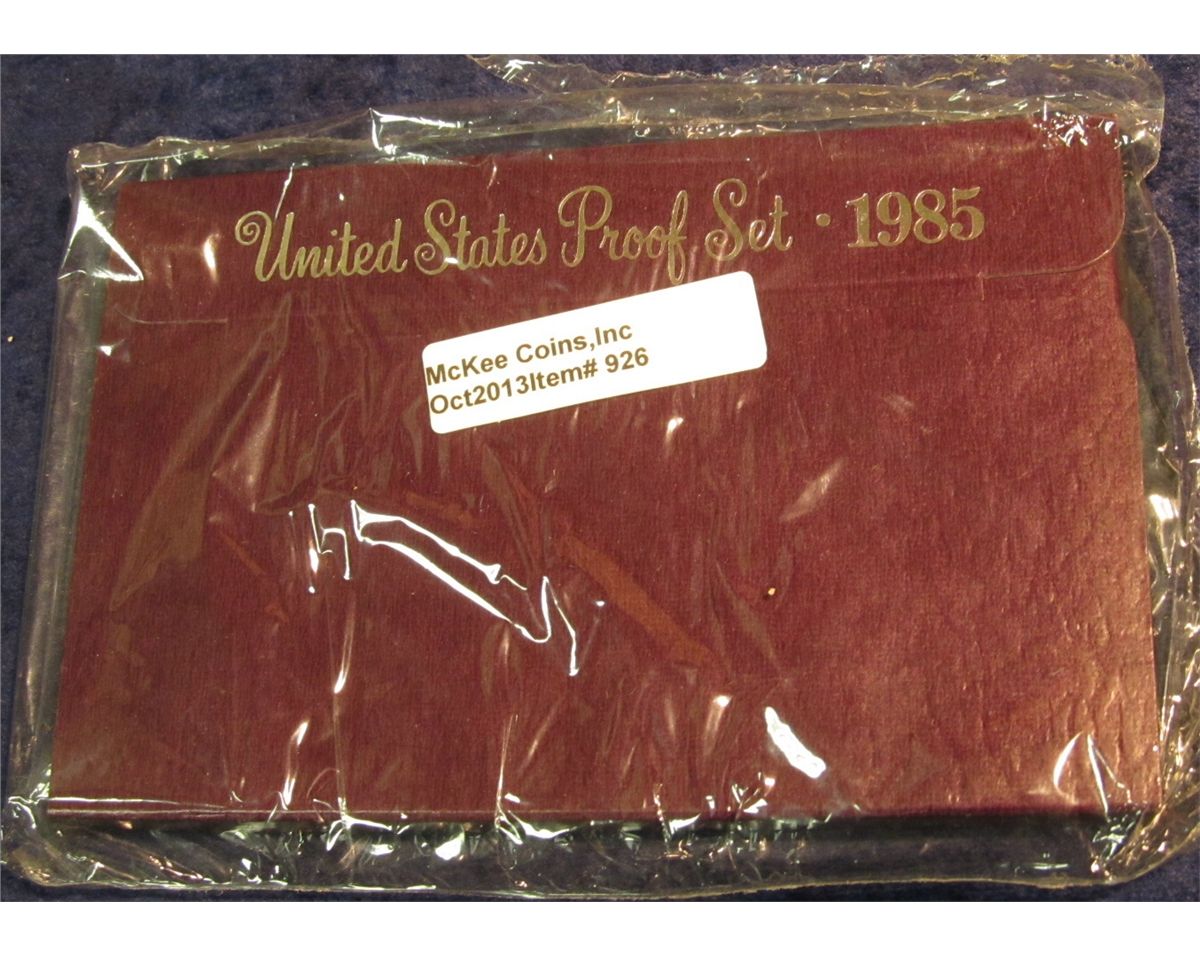 United States Proof Set · 1985
McKee Coins,Inc
Oct2013Item# 926